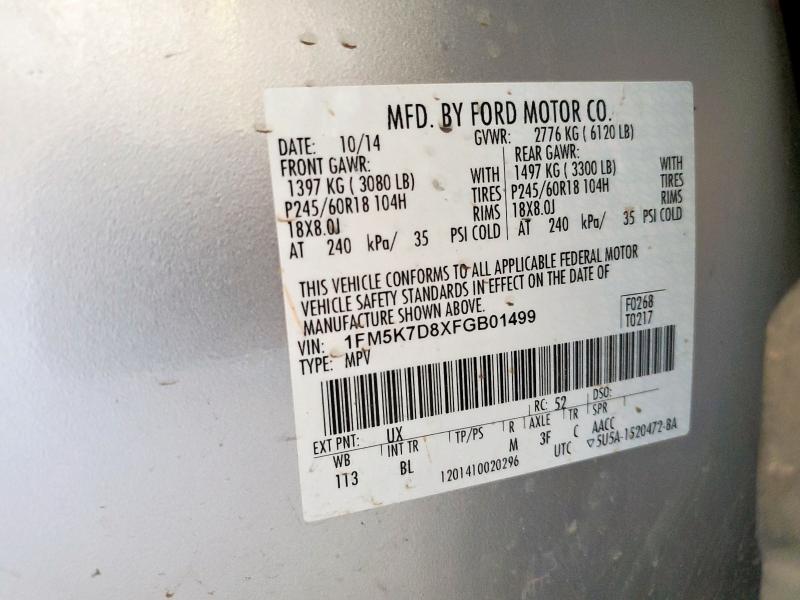 MFD. BY FORD MOTOR CO.
DATE: 10/14 GVWR: 2776 KG ( 6120 LB)
FRONT GAWR: REAR GAWR:
1397 KG ( 3080 LB) WITH 1497 KG ( 3300 LB) WITH
P245/60R18 104H TIRES P245/60R18 104H TIRES
18X8.0J RIMS 18X8.0J RIMS
AT 240 kPa/ 35 PSI COLD AT 240 kPa/ 35 PSI COLD
THIS VEHICLE CONFORMS TO ALL APPLICABLE FEDERAL MOTOR
VEHICLE SAFETY STANDARDS IN EFFECT ON THE DATE OF
MANUFACTURE SHOWN ABOVE.
VIN: 1FM5K7D8XFGB01499 F0268
TYPE: MPV T0217
EXT PNT: UX RC: 52 DSO:
WB INT TR TP/PS R AXLE TR SPR
1T3 BL M 3F C AACC
1201410020296 UTC ▽5U5A-1520472-BA